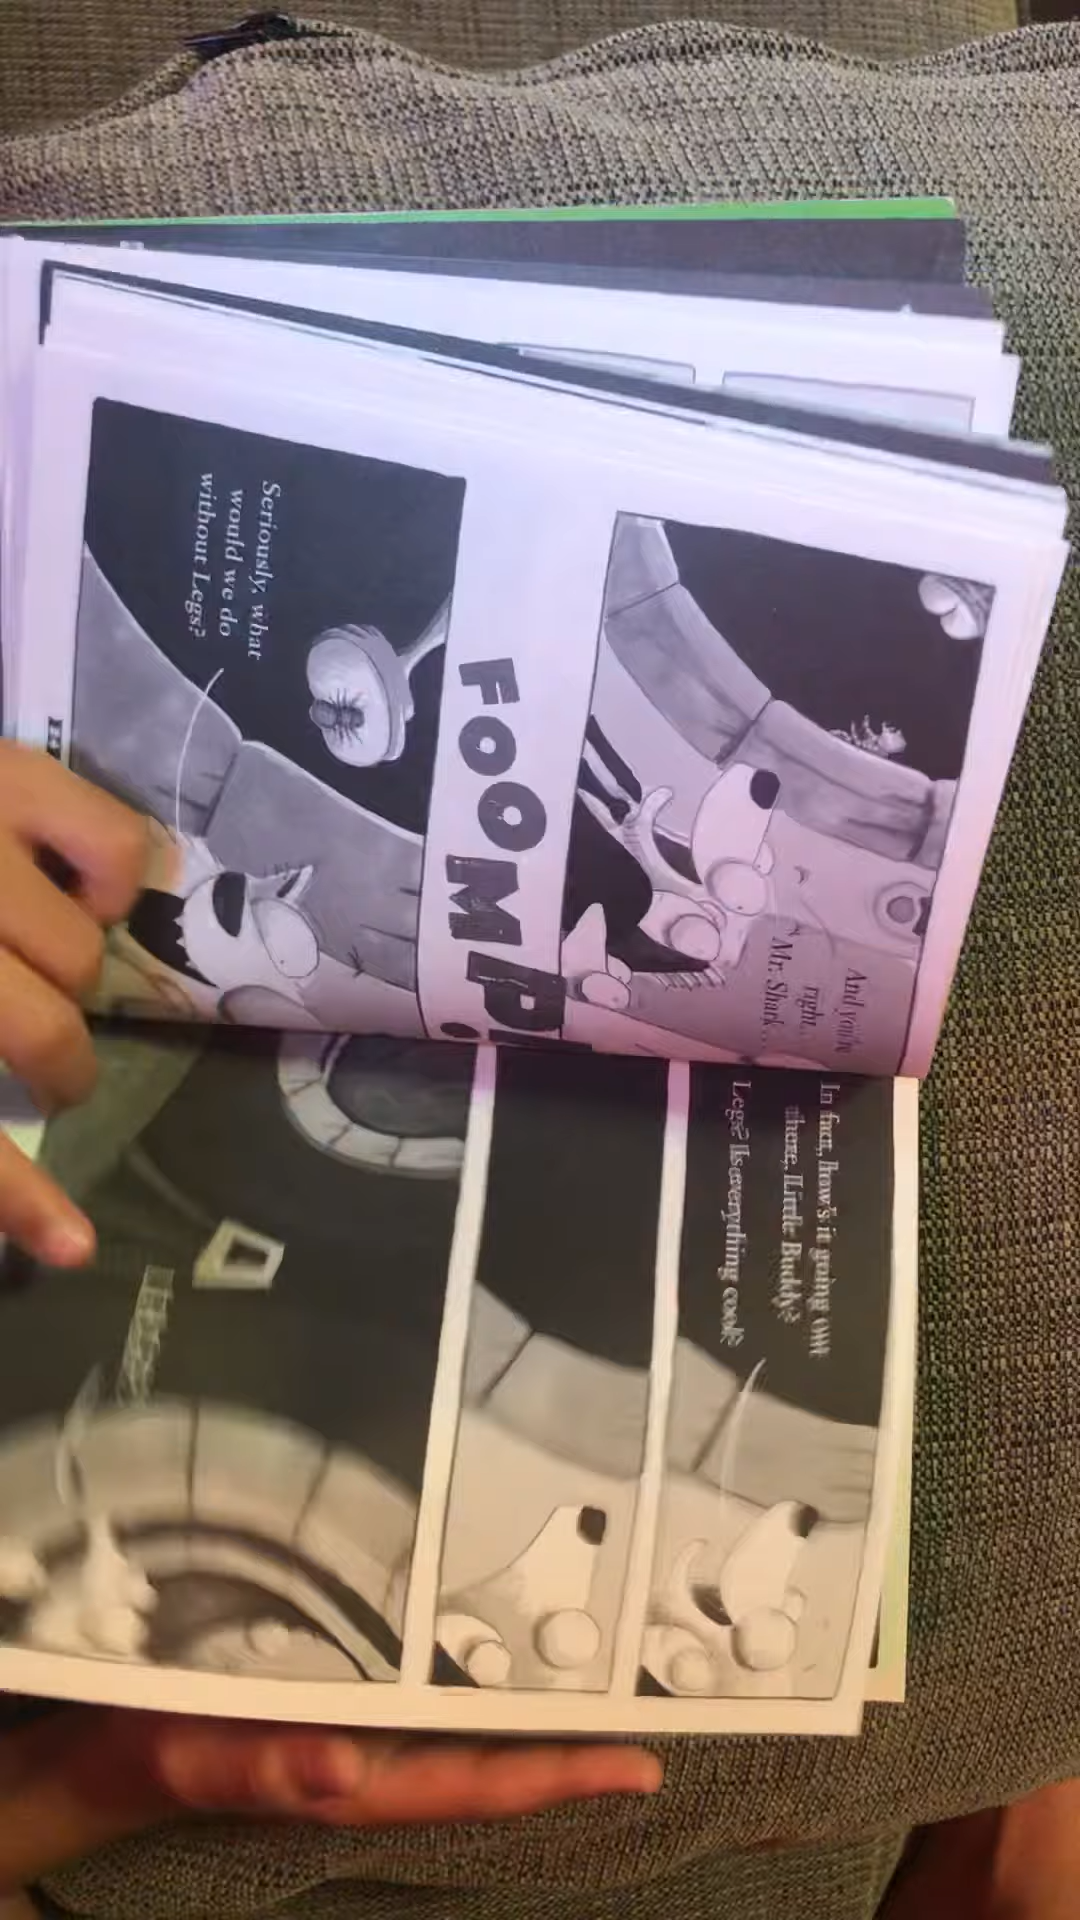 And you're
right,
Mr. Shark...
FOOMP!
Seriously, what
would we do
without Legs?
In fact, how's it going out
there, Little Buddy?
Legs? Is everything cool?